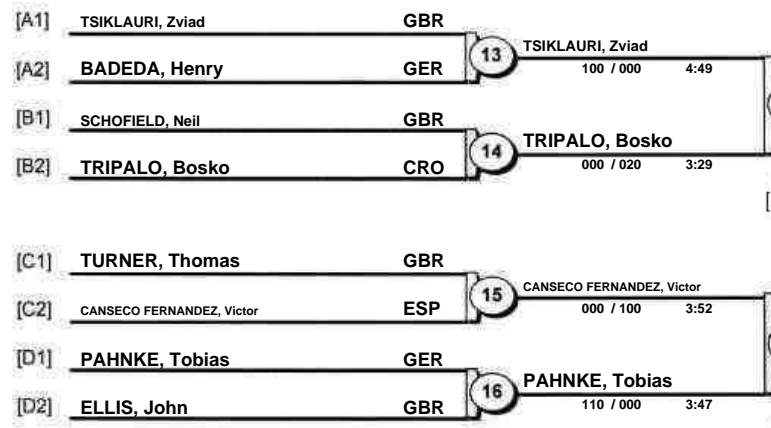 [A1] TSIKLAURI, Zviad GBR
[A2] BADEDA, Henry GER
13
TSIKLAURI, Zviad
100 / 000 4:49
[B1] SCHOFIELD, Neil GBR
[B2] TRIPALO, Bosko CRO
14
TRIPALO, Bosko
000 / 020 3:29
[
[C1] TURNER, Thomas GBR
[C2] CANSECO FERNANDEZ, Victor ESP
15
CANSECO FERNANDEZ, Victor
000 / 100 3:52
[D1] PAHNKE, Tobias GER
[D2] ELLIS, John GBR
16
PAHNKE, Tobias
110 / 000 3:47